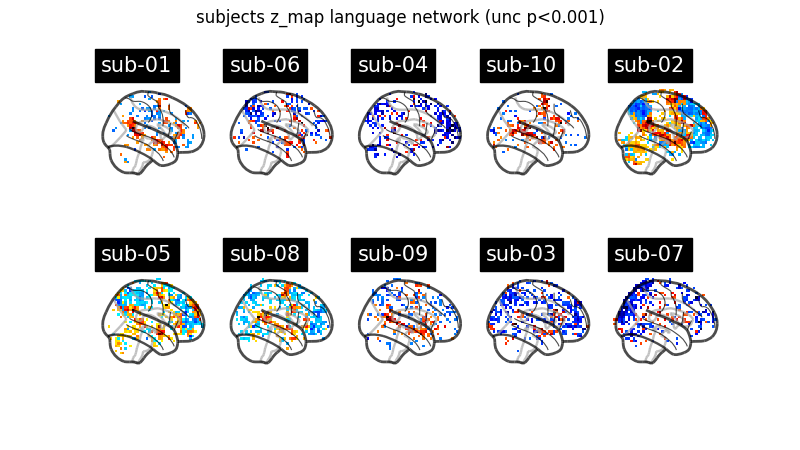 subjects z_map language network (unc p<0.001)
sub-01
sub-06
sub-04
sub-10
sub-02
sub-05
sub-08
sub-09
sub-03
sub-07